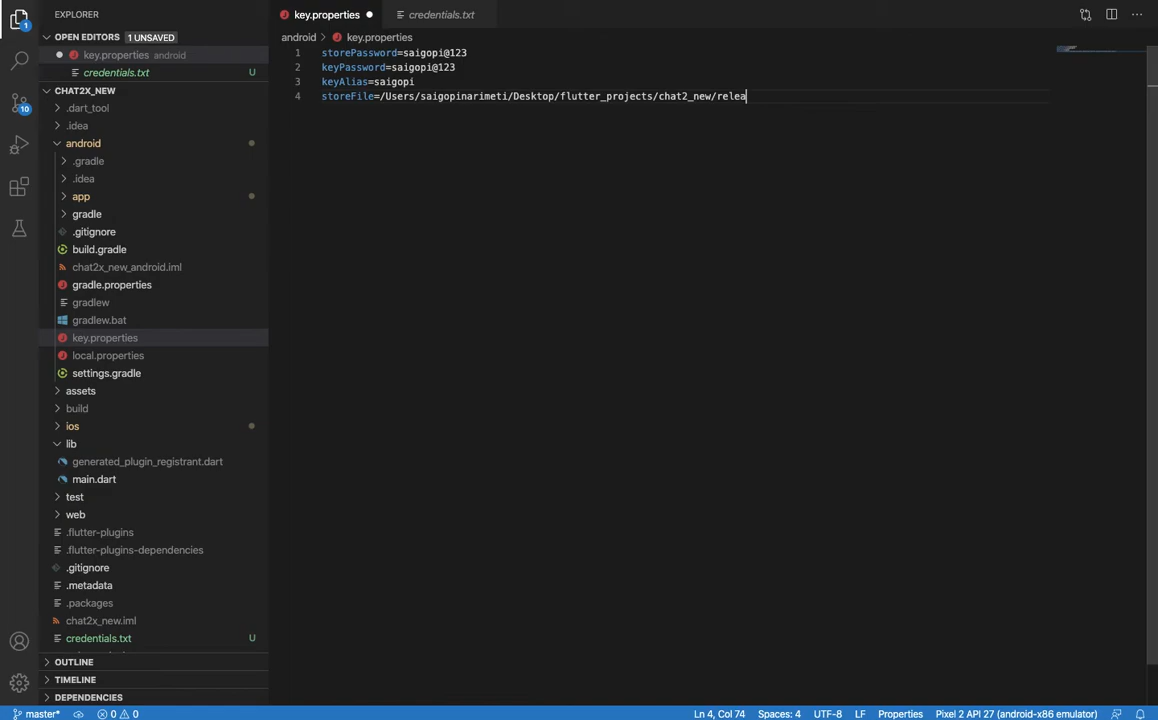 EXPLORER
key.properties
credentials.txt
OPEN EDITORS 1 UNSAVED
android
key.properties
key.properties android
1 storePassword=saigopi@123
2 keyPassword=saigopi@123
credentials.txt U
3 keyAlias=saigopi
CHAT2X_NEW
4 storeFile=/Users/saigopinarimeti/Desktop/flutter_projects/chat2_new/relea
.dart_tool
.idea
android
.gradle
.idea
app
gradle
.gitignore
build.gradle
chat2x_new_android.iml
gradle.properties
gradlew
gradlew.bat
key.properties
local.properties
settings.gradle
assets
build
ios
lib
generated_plugin_registrant.dart
main.dart
test
web
.flutter-plugins
.flutter-plugins-dependencies
.gitignore
.metadata
.packages
chat2x_new.iml
credentials.txt U
OUTLINE
TIMELINE
DEPENDENCIES
1
10
master* 0 0 Ln 4, Col 74 Spaces: 4 UTF-8 LF Properties Pixel 2 API 27 (android-x86 emulator)